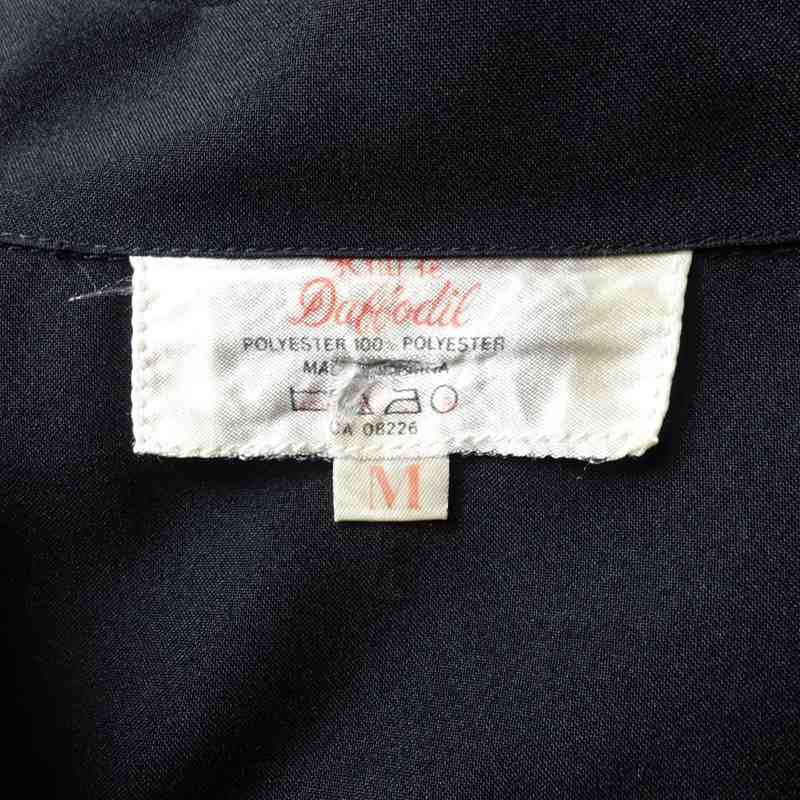 Daffodil
POLYESTER 100% POLYESTER
CA 08226
M